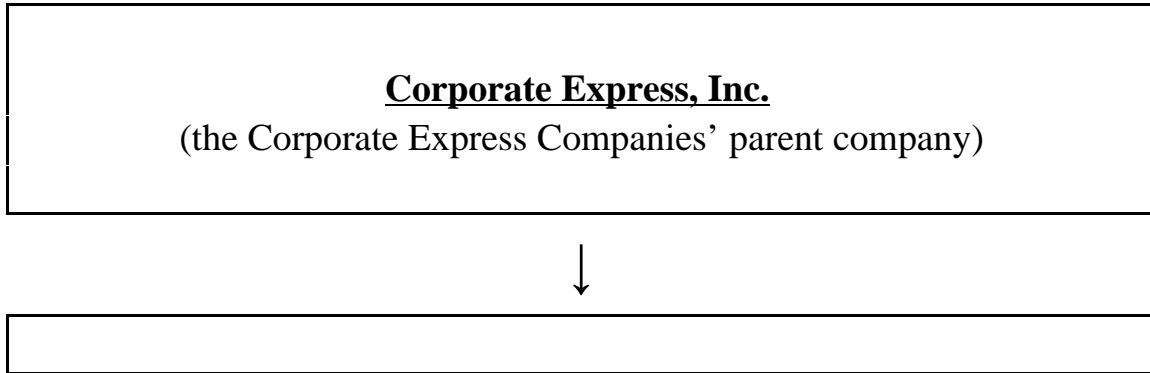 Corporate Express, Inc.
(the Corporate Express Companies’ parent company)